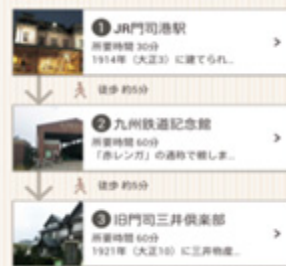 1 JR門司港駅
所要時間 30分
1914年（大正3）に建てられ...
徒歩 約5分
2 九州鉄道記念館
所要時間 60分
「赤レンガ」の通称で親しま...
徒歩 約5分
3 旧門司三井倶楽部
所要時間 60分
1921年（大正10）に三井物産...